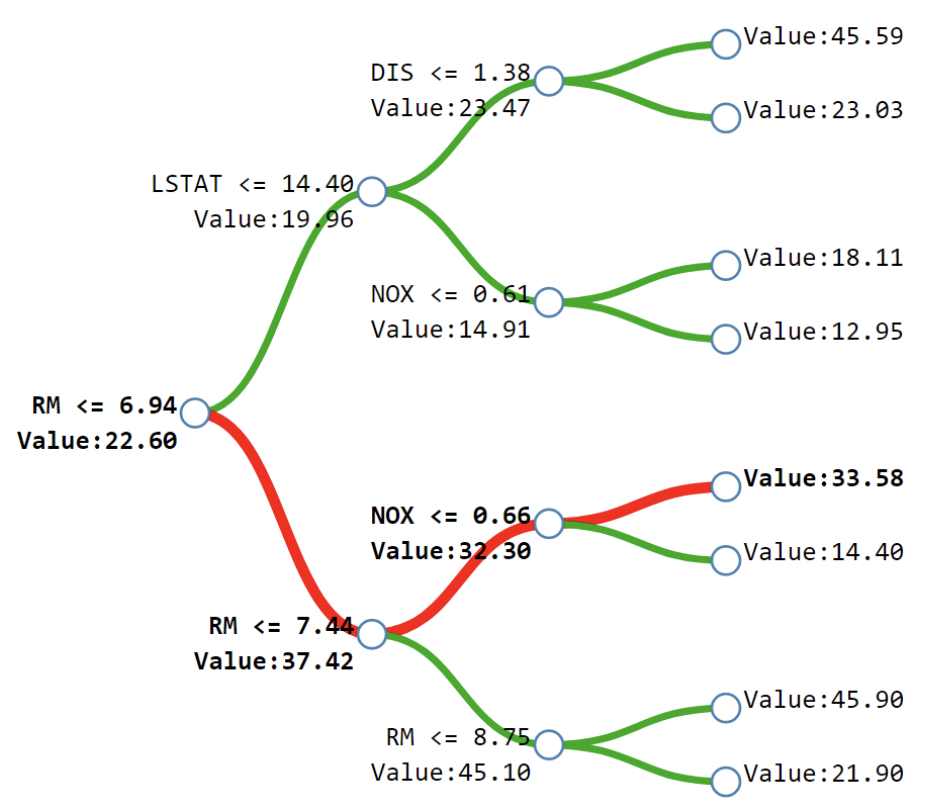 Value:45.59
DIS <= 1.38
Value:23.47
Value:23.03
LSTAT <= 14.40
Value:19.96
Value:18.11
NOX <= 0.61
Value:14.91
Value:12.95
RM <= 6.94
Value:22.60
Value:33.58
NOX <= 0.66
Value:32.30
Value:14.40
RM <= 7.44
Value:37.42
Value:45.90
RM <= 8.75
Value:45.10
Value:21.90